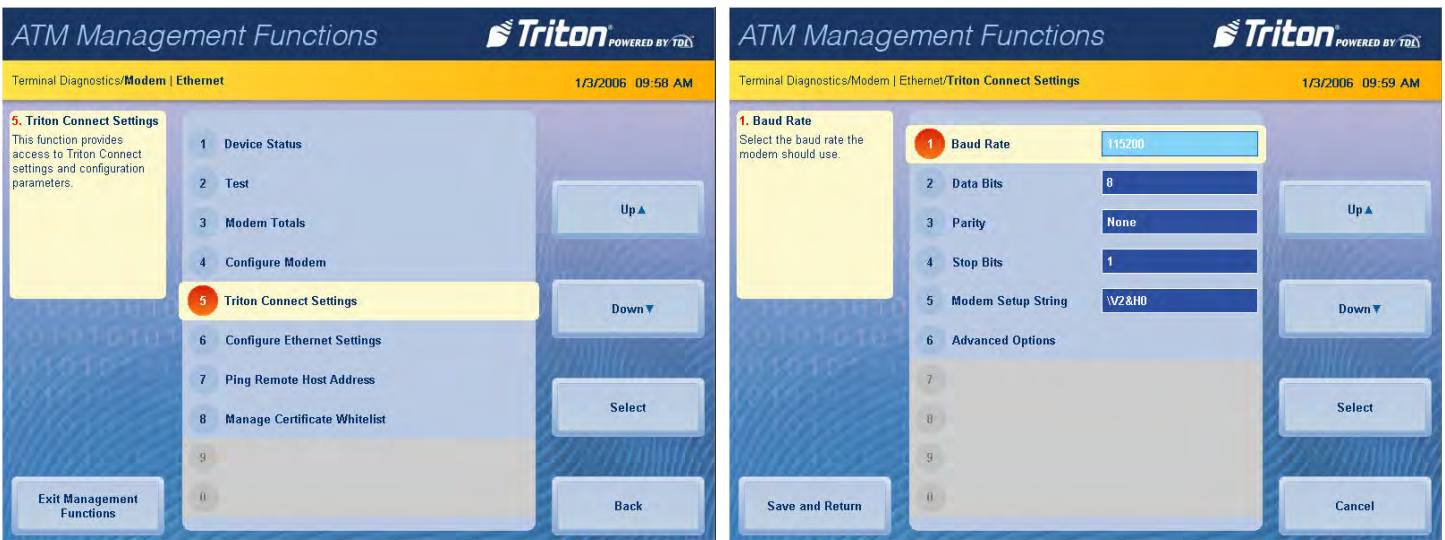 ATM Management Functions
Triton POWERED BY TDL
Terminal Diagnostics/Modem | Ethernet
1/3/2006 09:58 AM
5. Triton Connect Settings
This function provides
access to Triton Connect
settings and configuration
parameters.
1 Device Status
2 Test
3 Modem Totals
4 Configure Modem
5 Triton Connect Settings
6 Configure Ethernet Settings
7 Ping Remote Host Address
8 Manage Certificate Whitelist
9
0
Up▲
Down▼
Select
Back
Exit Management
Functions
ATM Management Functions
Triton POWERED BY TDL
Terminal Diagnostics/Modem | Ethernet/Triton Connect Settings
1/3/2006 09:59 AM
1. Baud Rate
Select the baud rate the
modem should use.
1 Baud Rate 115200
2 Data Bits 8
3 Parity None
4 Stop Bits 1
5 Modem Setup String \V2&H0
6 Advanced Options
7
8
9
0
Up▲
Down▼
Select
Cancel
Save and Return